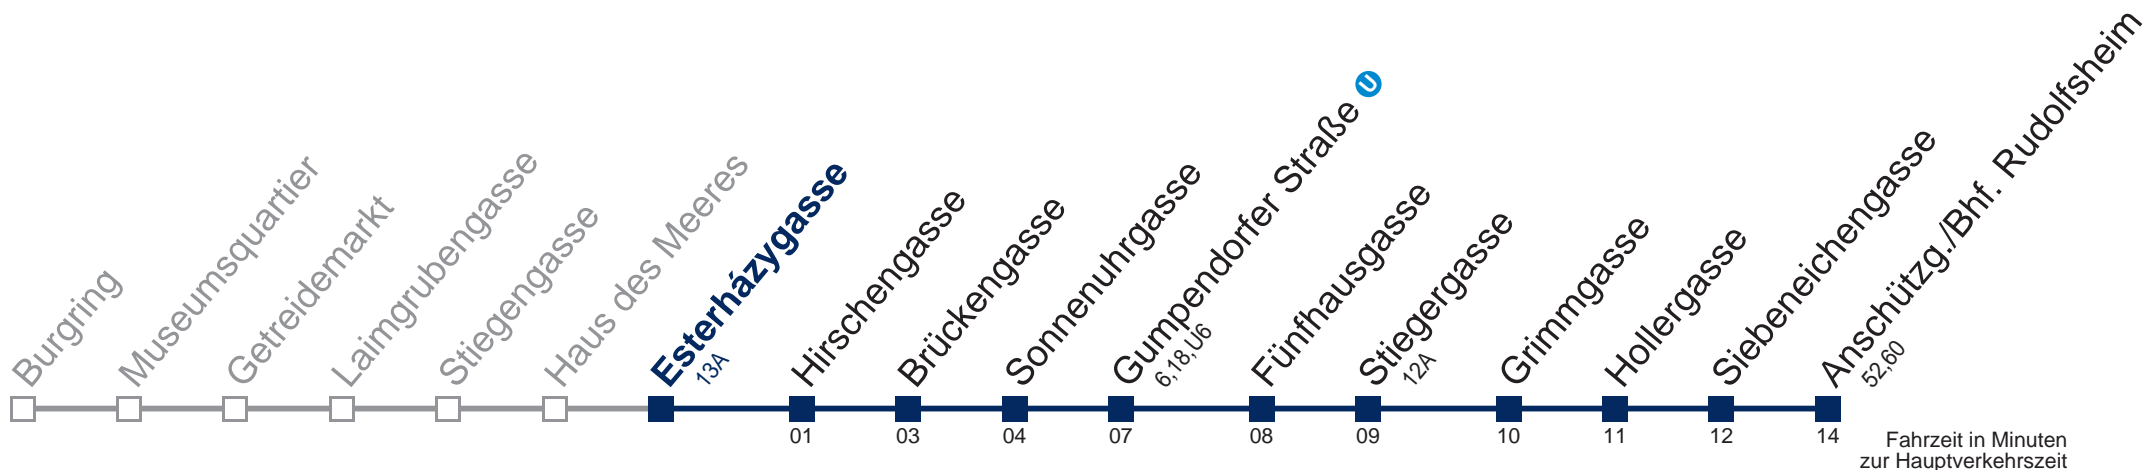 Burgring
Museumsquartier
Getreidemarkt
Laimgrubengasse
Stiegengasse
Haus des Meeres
Esterházygasse
13A
Hirschengasse
Brückengasse
Sonnenuhrgasse
Gumpendorfer Straße U
6,18,U6
Fünfhausgasse
Stiegergasse
12A
Grimmgasse
Hollergasse
Siebeneichengasse
Anschützg./Bhf. Rudolfsheim
52,60
01 03 04 07 08 09 10 11 12 14
Fahrzeit in Minuten
zur Hauptverkehrszeit